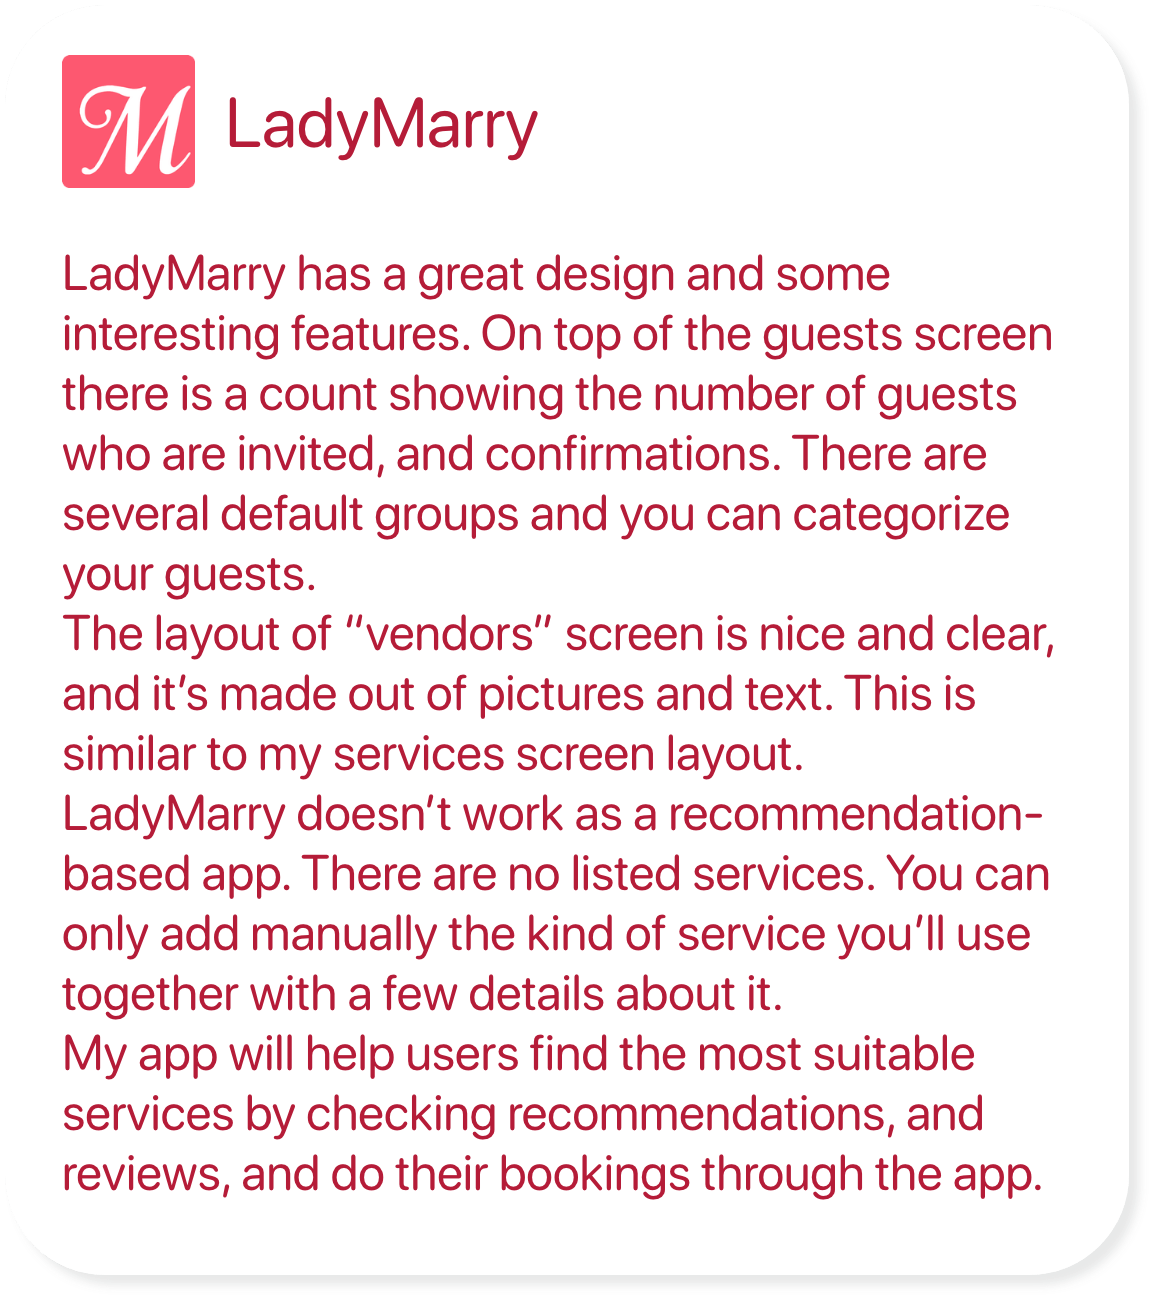 M
LadyMarry
LadyMarry has a great design and some
interesting features. On top of the guests screen
there is a count showing the number of guests
who are invited, and confirmations. There are
several default groups and you can categorize
your guests.
The layout of “vendors” screen is nice and clear,
and it’s made out of pictures and text. This is
similar to my services screen layout.
LadyMarry doesn’t work as a recommendation-
based app. There are no listed services. You can
only add manually the kind of service you’ll use
together with a few details about it.
My app will help users find the most suitable
services by checking recommendations, and
reviews, and do their bookings through the app.